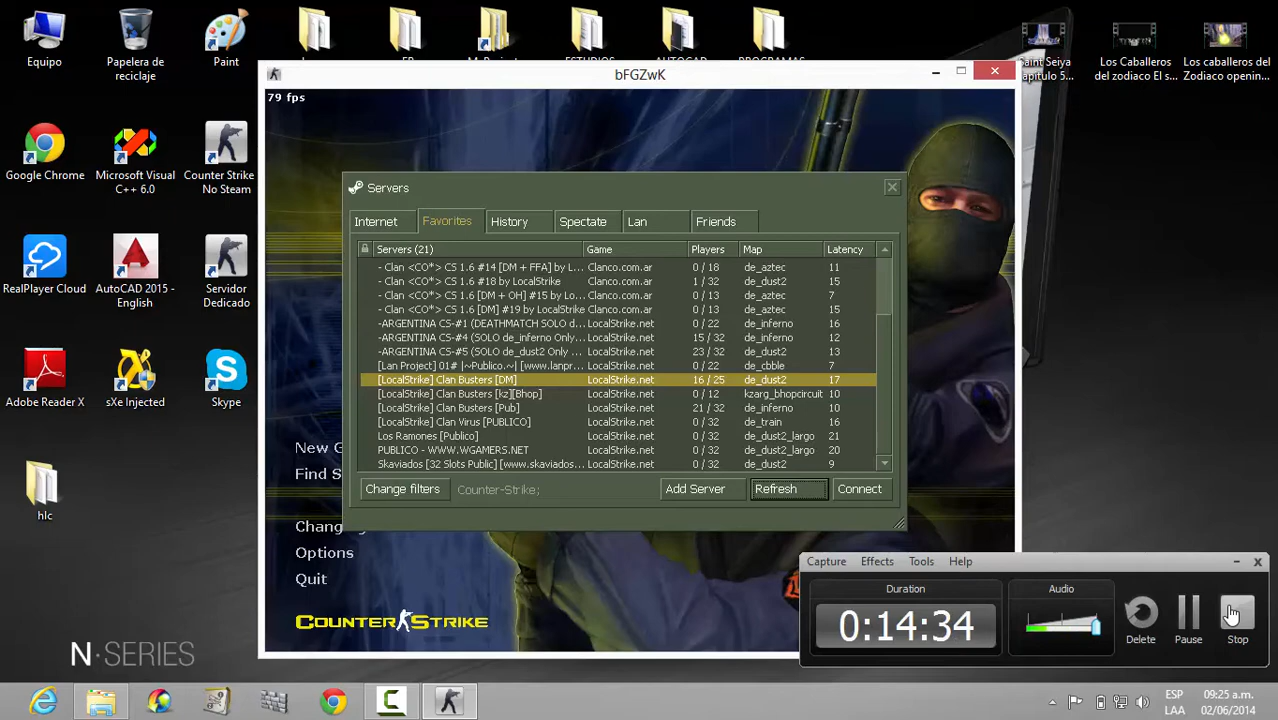 Equipo
Papelera de
reciclaje
Paint
ESTUDIOS
AUTOCAD
PROGRAMAS
Saint Seiya
Capitulo 5...
Los Caballeros
del zodiaco El s...
Los caballeros del
Zodiaco openin...
Google Chrome
Microsoft Visual
C++ 6.0
Counter Strike
No Steam
RealPlayer Cloud
AutoCAD 2015 -
English
Servidor
Dedicado
Adobe Reader X
sXe Injected
Skype
hlc
N·SERIES
bFGZwK
79 fps
Servers
Internet Favorites History Spectate Lan Friends
Servers (21) Game Players Map Latency
- Clan <CO*> CS 1.6 #14 [DM + FFA] by L... Clanco.com.ar 0 / 18 de_aztec 11
- Clan <CO*> CS 1.6 #18 by LocalStrike Clanco.com.ar 1 / 32 de_dust2 15
- Clan <CO*> CS 1.6 [DM + OH] #15 by Lo... Clanco.com.ar 0 / 13 de_aztec 7
- Clan <CO*> CS 1.6 [DM] #19 by LocalStrike Clanco.com.ar 0 / 13 de_aztec 15
-ARGENTINA CS-#1 (DEATHMATCH SOLO d... LocalStrike.net 0 / 22 de_inferno 16
-ARGENTINA CS-#4 (SOLO de_inferno Only ... LocalStrike.net 15 / 32 de_inferno 12
-ARGENTINA CS-#5 (SOLO de_dust2 Only ... LocalStrike.net 23 / 32 de_dust2 13
[Lan Project] 01# |~Publico.~| [www.lanpr... LocalStrike.net 0 / 22 de_cbble 7
[LocalStrike] Clan Busters [DM] LocalStrike.net 16 / 25 de_dust2 17
[LocalStrike] Clan Busters [kz][Bhop] LocalStrike.net 0 / 12 kzarg_bhopcircuit 10
[LocalStrike] Clan Busters [Pub] LocalStrike.net 21 / 32 de_inferno 10
[LocalStrike] Clan Virus [PUBLICO] LocalStrike.net 0 / 32 de_train 16
Los Ramones [Publico] LocalStrike.net 0 / 32 de_dust2_largo 21
PUBLICO - WWW.WGAMERS.NET LocalStrike.net 0 / 32 de_dust2_largo 20
Skaviados [32 Slots Public] [www.skaviados... LocalStrike.net 0 / 32 de_dust2 9
Change filters Counter-Strike; Add Server Refresh Connect
New G
Find S
Chang
Options
Quit
COUNTER STRIKE
Capture Effects Tools Help
Duration
Audio
0:14:34
Delete Pause Stop
ESP
LAA
09:25 a.m.
02/06/2014